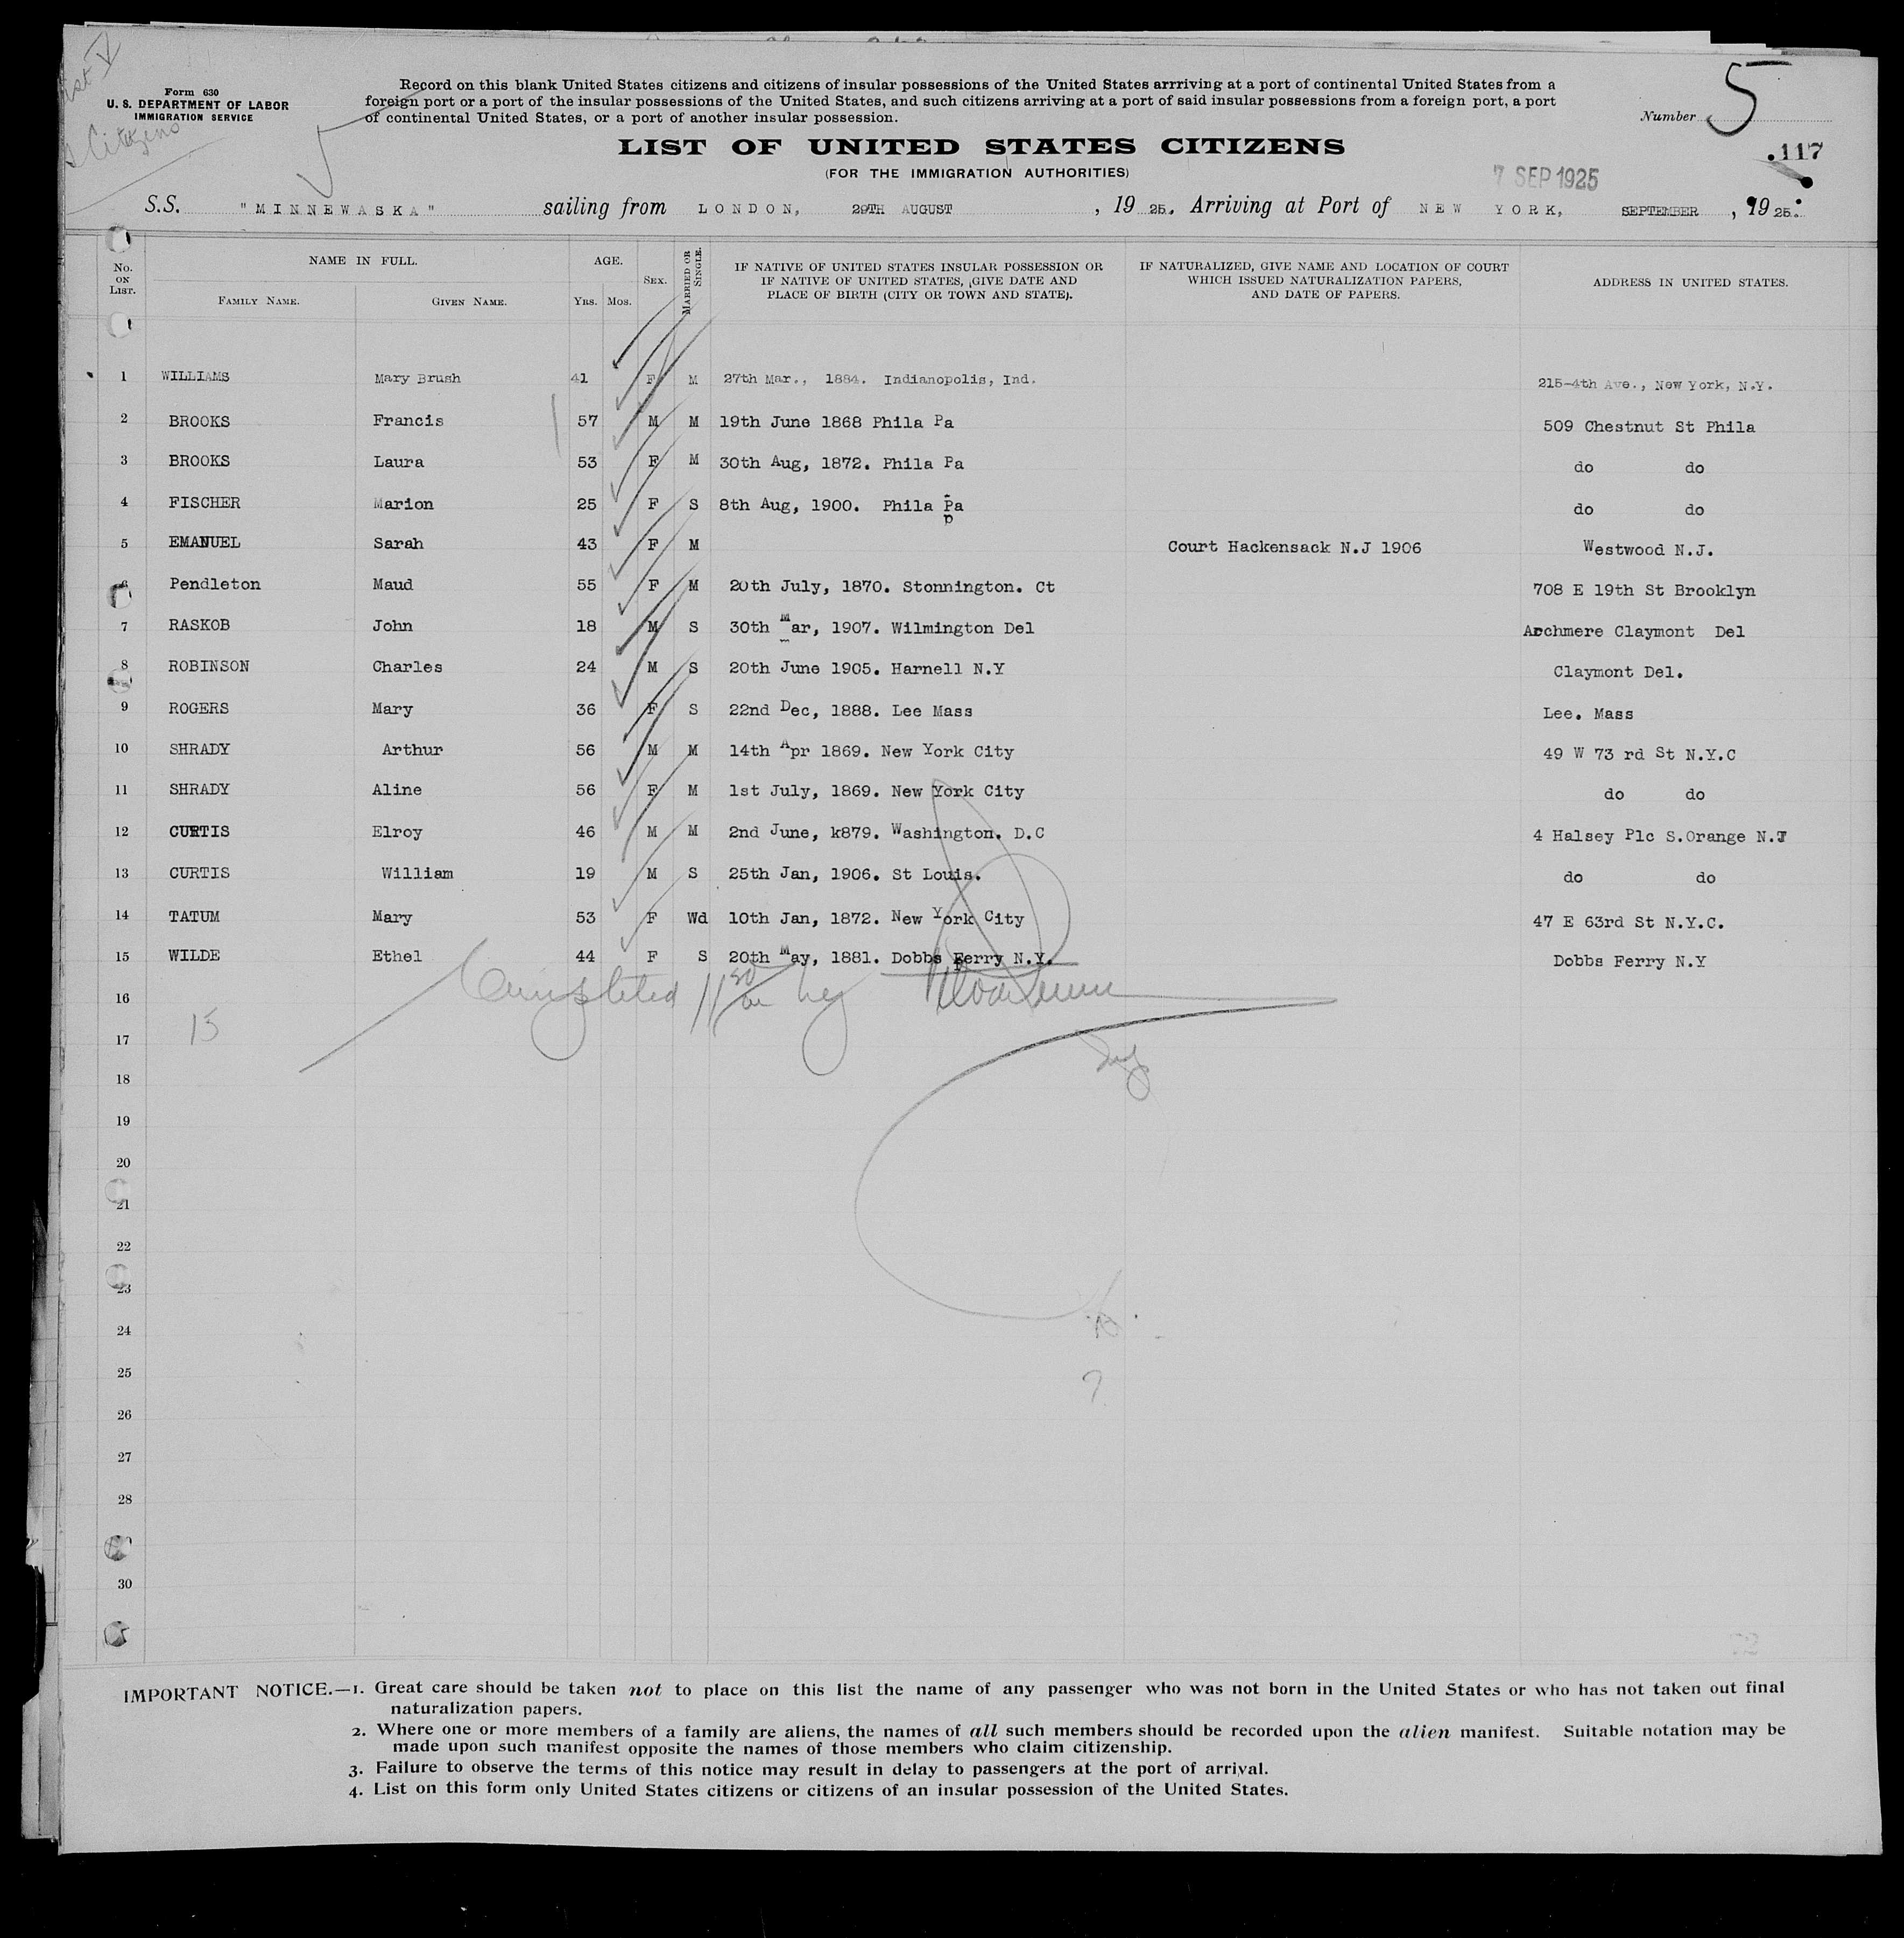 Form 630
U. S. DEPARTMENT OF LABOR
IMMIGRATION SERVICE
Citizens
Record on this blank United States citizens and citizens of insular possessions of the United States arrriving at a port of continental United States from a
foreign port or a port of the insular possessions of the United States, and such citizens arriving at a port of said insular possessions from a foreign port, a port
of continental United States, or a port of another insular possession.
Number 5
LIST OF UNITED STATES CITIZENS
117
(FOR THE IMMIGRATION AUTHORITIES)
7 SEP 1925
S.S. "MINNEWASKA" sailing from LONDON, 29TH AUGUST, 1925. Arriving at Port of NEW YORK, SEPTEMBER, 1925.
No. ON LIST. NAME IN FULL. FAMILY NAME. GIVEN NAME. AGE. YRS. MOS. SEX. MARRIED OR SINGLE. IF NATIVE OF UNITED STATES INSULAR POSSESSION OR IF NATIVE OF UNITED STATES, GIVE DATE AND PLACE OF BIRTH (CITY OR TOWN AND STATE). IF NATURALIZED, GIVE NAME AND LOCATION OF COURT WHICH ISSUED NATURALIZATION PAPERS, AND DATE OF PAPERS. ADDRESS IN UNITED STATES.
1 WILLIAMS Mary Brush 41 F M 27th Mar., 1884. Indianopolis, Ind. 215-4th Ave., New York, N.Y.
2 BROOKS Francis 57 M M 19th June 1868 Phila Pa 509 Chestnut St Phila
3 BROOKS Laura 53 F M 30th Aug, 1872. Phila Pa do do
4 FISCHER Marion 25 F S 8th Aug, 1900. Phila Pa do do
5 EMANUEL Sarah 43 F M Court Hackensack N.J 1906 Westwood N.J.
6 Pendleton Maud 55 F M 20th July, 1870. Stonnington. Ct 708 E 19th St Brooklyn
7 RASKOB John 18 M S 30th Mar, 1907. Wilmington Del Archmere Claymont Del
8 ROBINSON Charles 24 M S 20th June 1905. Harnell N.Y Claymont Del.
9 ROGERS Mary 36 F S 22nd Dec, 1888. Lee Mass Lee. Mass
10 SHRADY Arthur 56 M M 14th Apr 1869. New York City 49 W 73 rd St N.Y.C
11 SHRADY Aline 56 F M 1st July, 1869. New York City do do
12 CURTIS Elroy 46 M M 2nd June, k879. Washington. D.C 4 Halsey Plc S.Orange N.J
13 CURTIS William 19 M S 25th Jan, 1906. St Louis. do do
14 TATUM Mary 53 F Wd 10th Jan, 1872. New York City 47 E 63rd St N.Y.C.
15 WILDE Ethel 44 F S 20th May, 1881. Dobbs Ferry N.Y. Dobbs Ferry N.Y
16 Completed 11 30 by
15
17
18
19
20
21
22
23
24
25 ?
26
27
28
30
IMPORTANT NOTICE.—1. Great care should be taken not to place on this list the name of any passenger who was not born in the United States or who has not taken out final
naturalization papers.
2. Where one or more members of a family are aliens, the names of all such members should be recorded upon the alien manifest. Suitable notation may be
made upon such manifest opposite the names of those members who claim citizenship.
3. Failure to observe the terms of this notice may result in delay to passengers at the port of arrival.
4. List on this form only United States citizens or citizens of an insular possession of the United States.